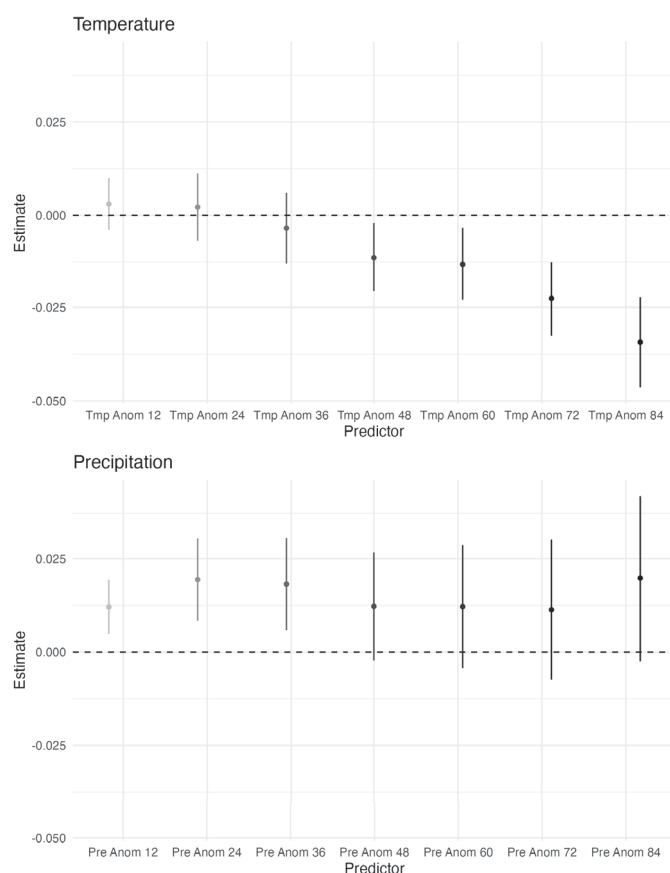 Temperature
0.025
0.000
-0.025
-0.050
Estimate
Tmp Anom 12 Tmp Anom 24 Tmp Anom 36 Tmp Anom 48 Tmp Anom 60 Tmp Anom 72 Tmp Anom 84
Predictor
Precipitation
0.025
0.000
-0.025
-0.050
Estimate
Pre Anom 12 Pre Anom 24 Pre Anom 36 Pre Anom 48 Pre Anom 60 Pre Anom 72 Pre Anom 84
Predictor